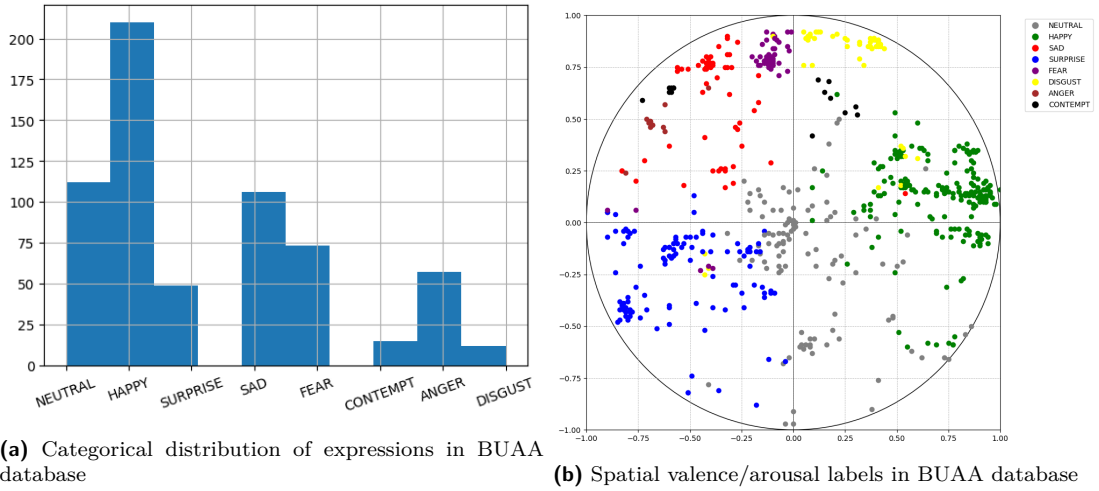 200
175
150
125
100
75
50
25
0
NEUTRAL
HAPPY
SURPRISE
SAD
FEAR
CONTEMPT
ANGER
DISGUST
(a) Categorical distribution of expressions in BUAA
database
1.00
0.75
0.50
0.25
0.00
−0.25
−0.50
−0.75
−1.00
−1.00 −0.75 −0.50 −0.25 0.00 0.25 0.50 0.75 1.00
NEUTRAL
HAPPY
SAD
SURPRISE
FEAR
DISGUST
ANGER
CONTEMPT
(b) Spatial valence/arousal labels in BUAA database